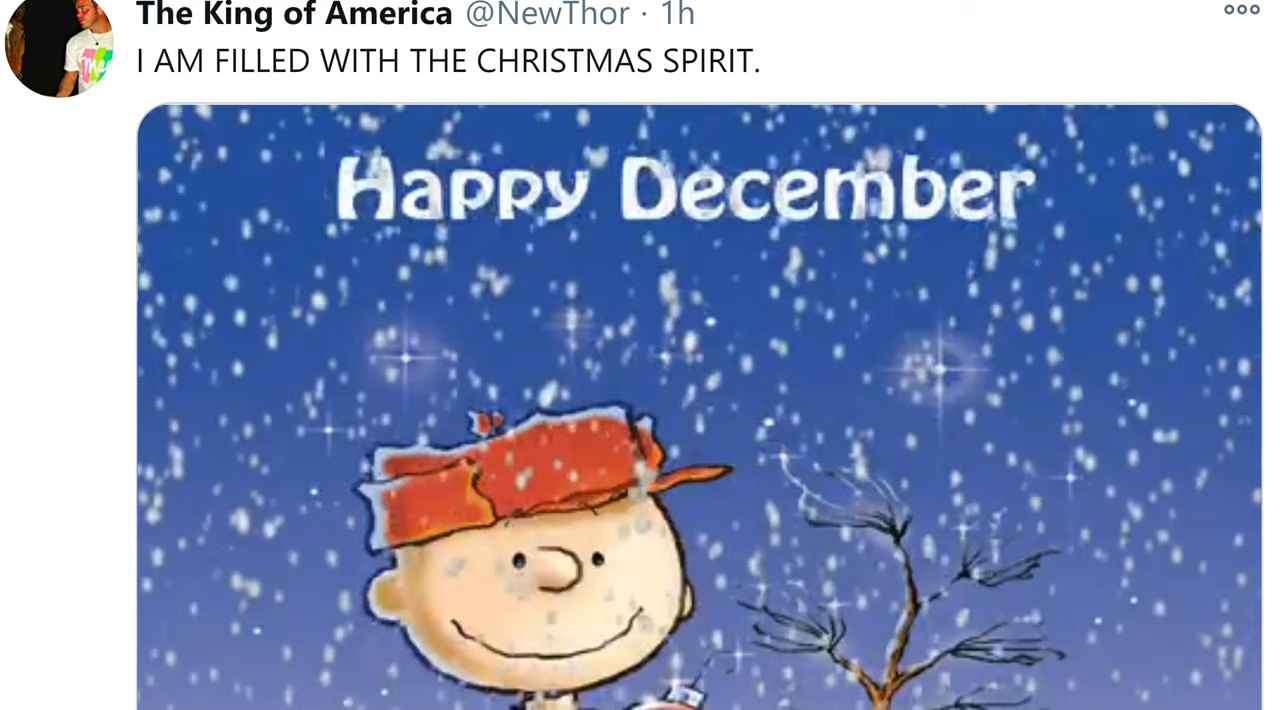 The King of America @NewThor · 1h
I AM FILLED WITH THE CHRISTMAS SPIRIT.
Happy December